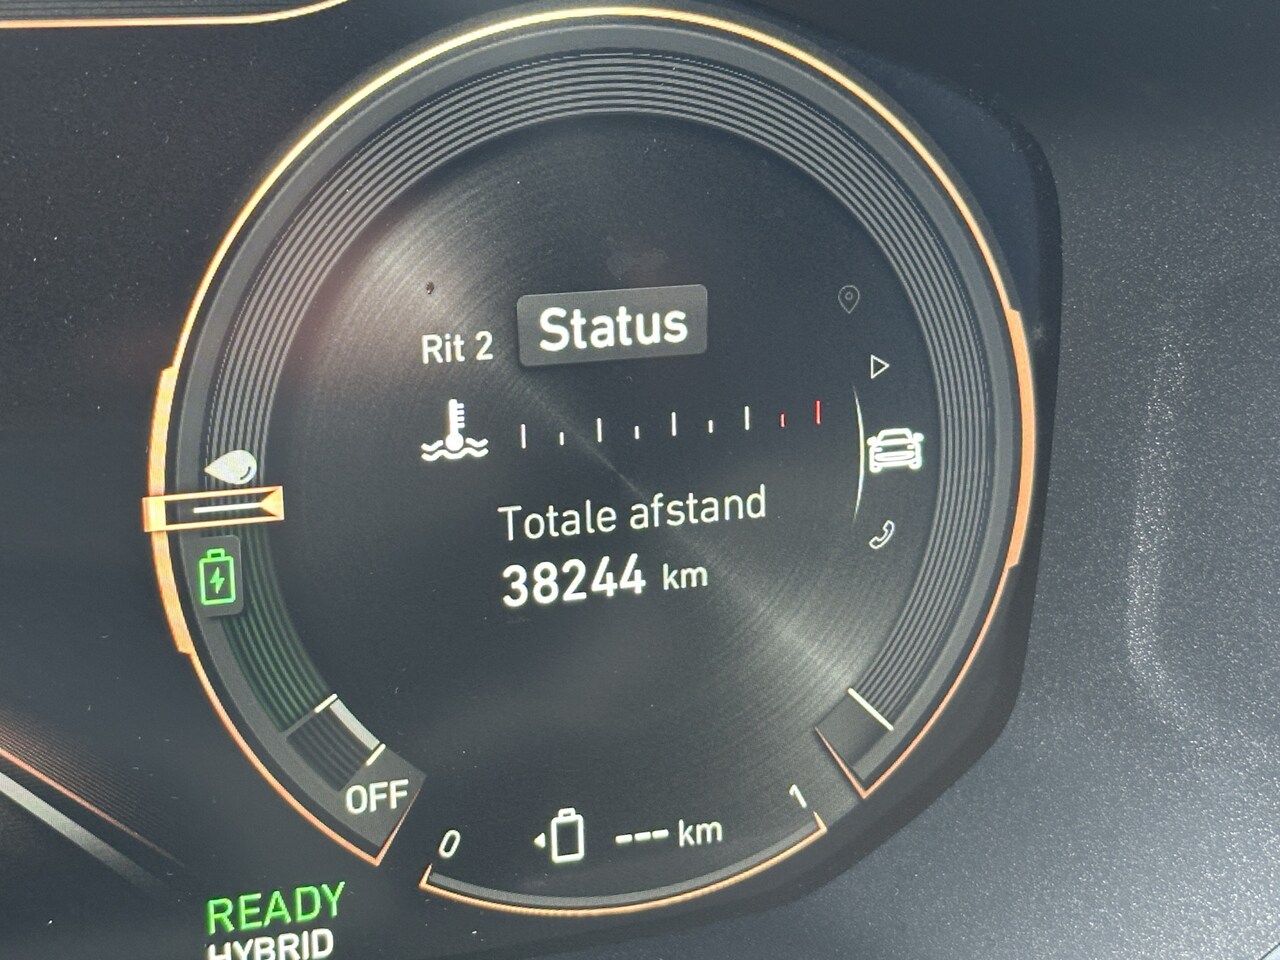 Rit 2 Status
Totale afstand
38244 km
OFF
0 --- km 1
READY
HYBRID